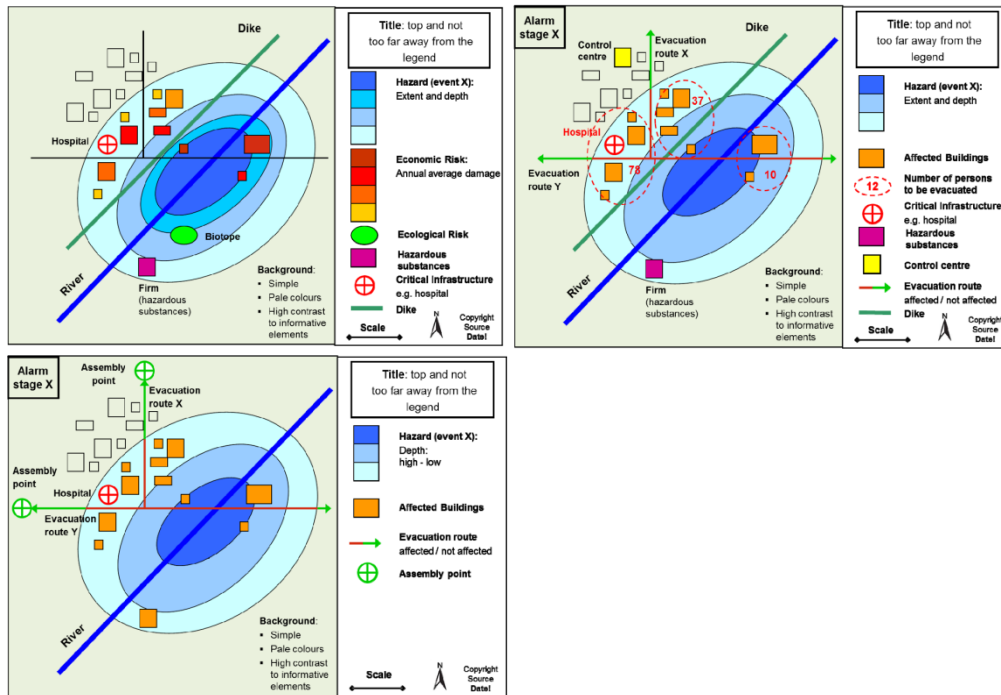 Dike
Hospital
Biotope
River
Firm
(hazardous
substances)
Background:
▪ Simple
▪ Pale colours
▪ High contrast
to informative
elements
Title: top and not
too far away from the
legend
Hazard (event X):
Extent and depth
Economic Risk:
Annual average damage
Ecological Risk
Hazardous
substances
Critical Infrastructure
e.g. hospital
Dike
Scale
N
Copyright
Source
Date!
Alarm
stage X
Control
centre
Evacuation
route X
Dike
37
Hospital
78
10
Evacuation
route Y
River
Firm
(hazardous substances)
Background:
▪ Simple
▪ Pale colours
▪ High contrast
to informative
elements
Title: top and not
too far away from the
legend
Hazard (event X):
Extent and depth
Affected Buildings
12
Number of persons
to be evacuated
Critical Infrastructure
e.g. hospital
Hazardous
substances
Control centre
Evacuation route
affected / not affected
Dike
Scale
N
Copyright
Source
Date!
Alarm
stage X
Assembly
point
Evacuation
route X
Assembly
point
Hospital
Evacuation
route Y
River
Background:
▪ Simple
▪ Pale colours
▪ High contrast
to informative
elements
Title: top and not
too far away from the
legend
Hazard (event X):
Depth:
high - low
Affected Buildings
Evacuation route
affected / not affected
Assembly point
Scale
N
Copyright
Source
Date!